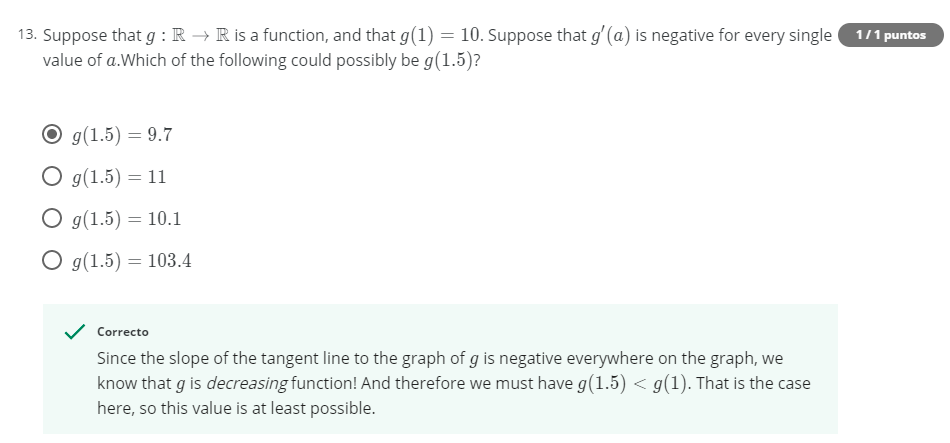 13. Suppose that g : ℝ → ℝ is a function, and that g(1) = 10. Suppose that g′(a) is negative for every single 1 / 1 puntos
value of a.Which of the following could possibly be g(1.5)?
g(1.5) = 9.7
g(1.5) = 11
g(1.5) = 10.1
g(1.5) = 103.4
Correcto
Since the slope of the tangent line to the graph of g is negative everywhere on the graph, we
know that g is decreasing function! And therefore we must have g(1.5) < g(1). That is the case
here, so this value is at least possible.